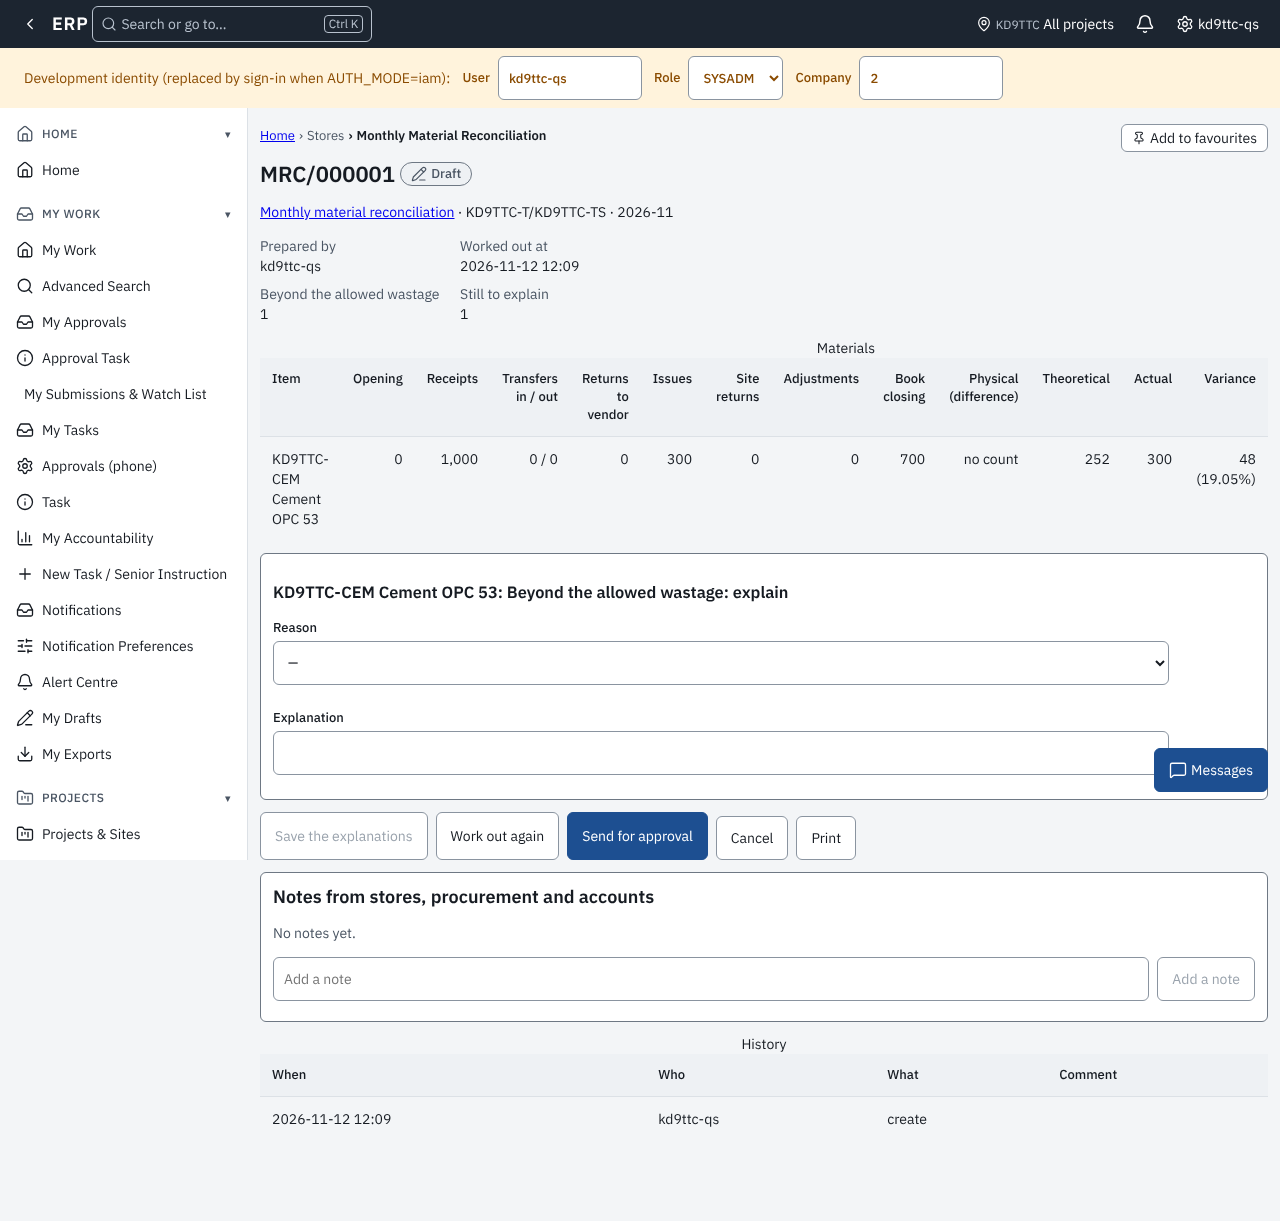 ERP
Search or go to...
Ctrl K
KD9TTC All projects
kd9ttc-qs
Development identity (replaced by sign-in when AUTH_MODE=iam):
User
kd9ttc-qs
Role
SYSADM
Company
2
HOME
Home
MY WORK
My Work
Advanced Search
My Approvals
Approval Task
My Submissions & Watch List
My Tasks
Approvals (phone)
Task
My Accountability
New Task / Senior Instruction
Notifications
Notification Preferences
Alert Centre
My Drafts
My Exports
PROJECTS
Projects & Sites
Home › Stores › Monthly Material Reconciliation
Add to favourites
MRC/000001
Draft
Monthly material reconciliation · KD9TTC-T/KD9TTC-TS · 2026-11
Prepared by
kd9ttc-qs
Worked out at
2026-11-12 12:09
Beyond the allowed wastage
1
Still to explain
1
Materials
Item
Opening
Receipts
Transfers in / out
Returns to vendor
Issues
Site returns
Adjustments
Book closing
Physical (difference)
Theoretical
Actual
Variance
KD9TTC-CEM Cement OPC 53
0
1,000
0 / 0
0
300
0
0
700
no count
252
300
48 (19.05%)
KD9TTC-CEM Cement OPC 53: Beyond the allowed wastage: explain
Reason
—
Explanation
Messages
Save the explanations
Work out again
Send for approval
Cancel
Print
Notes from stores, procurement and accounts
No notes yet.
Add a note
Add a note
History
When
Who
What
Comment
2026-11-12 12:09
kd9ttc-qs
create